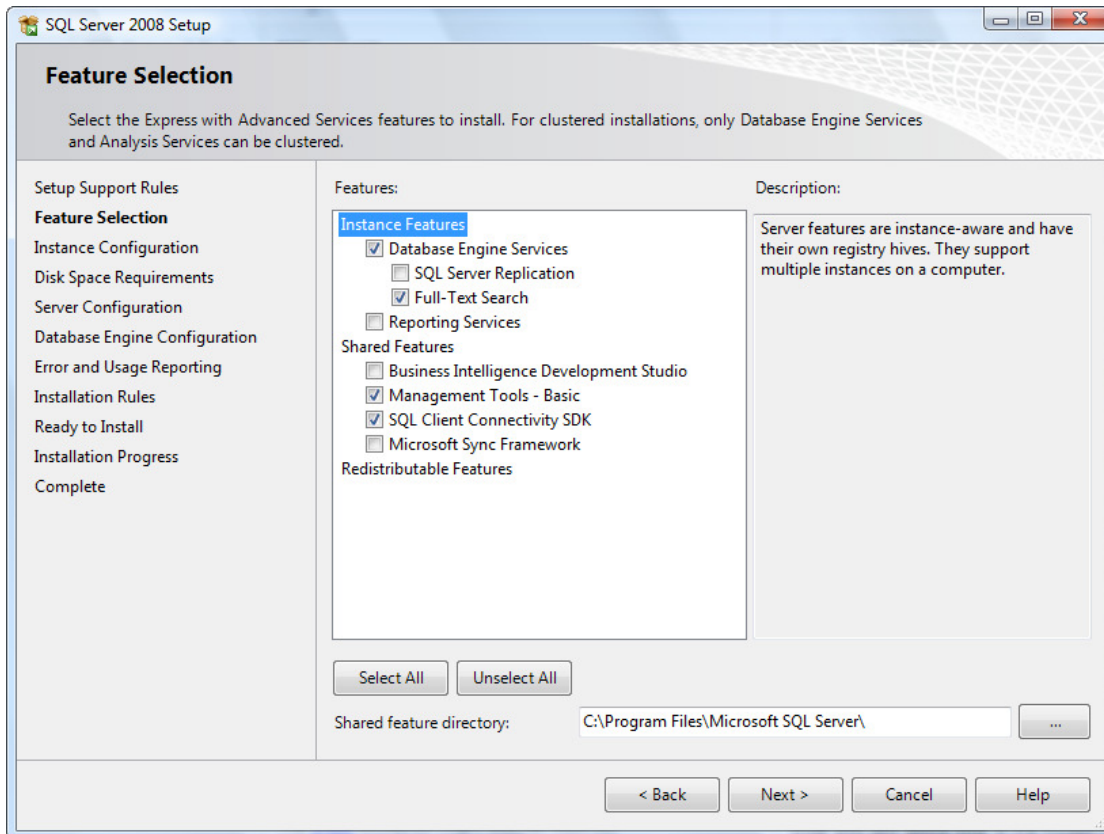 SQL Server 2008 Setup
Feature Selection
Select the Express with Advanced Services features to install. For clustered installations, only Database Engine Services
and Analysis Services can be clustered.
Setup Support Rules
Feature Selection
Instance Configuration
Disk Space Requirements
Server Configuration
Database Engine Configuration
Error and Usage Reporting
Installation Rules
Ready to Install
Installation Progress
Complete
Features:
Instance Features
Database Engine Services
SQL Server Replication
Full-Text Search
Reporting Services
Shared Features
Business Intelligence Development Studio
Management Tools - Basic
SQL Client Connectivity SDK
Microsoft Sync Framework
Redistributable Features
Description:
Server features are instance-aware and have
their own registry hives. They support
multiple instances on a computer.
Select All
Unselect All
Shared feature directory:
C:\Program Files\Microsoft SQL Server\
...
< Back
Next >
Cancel
Help